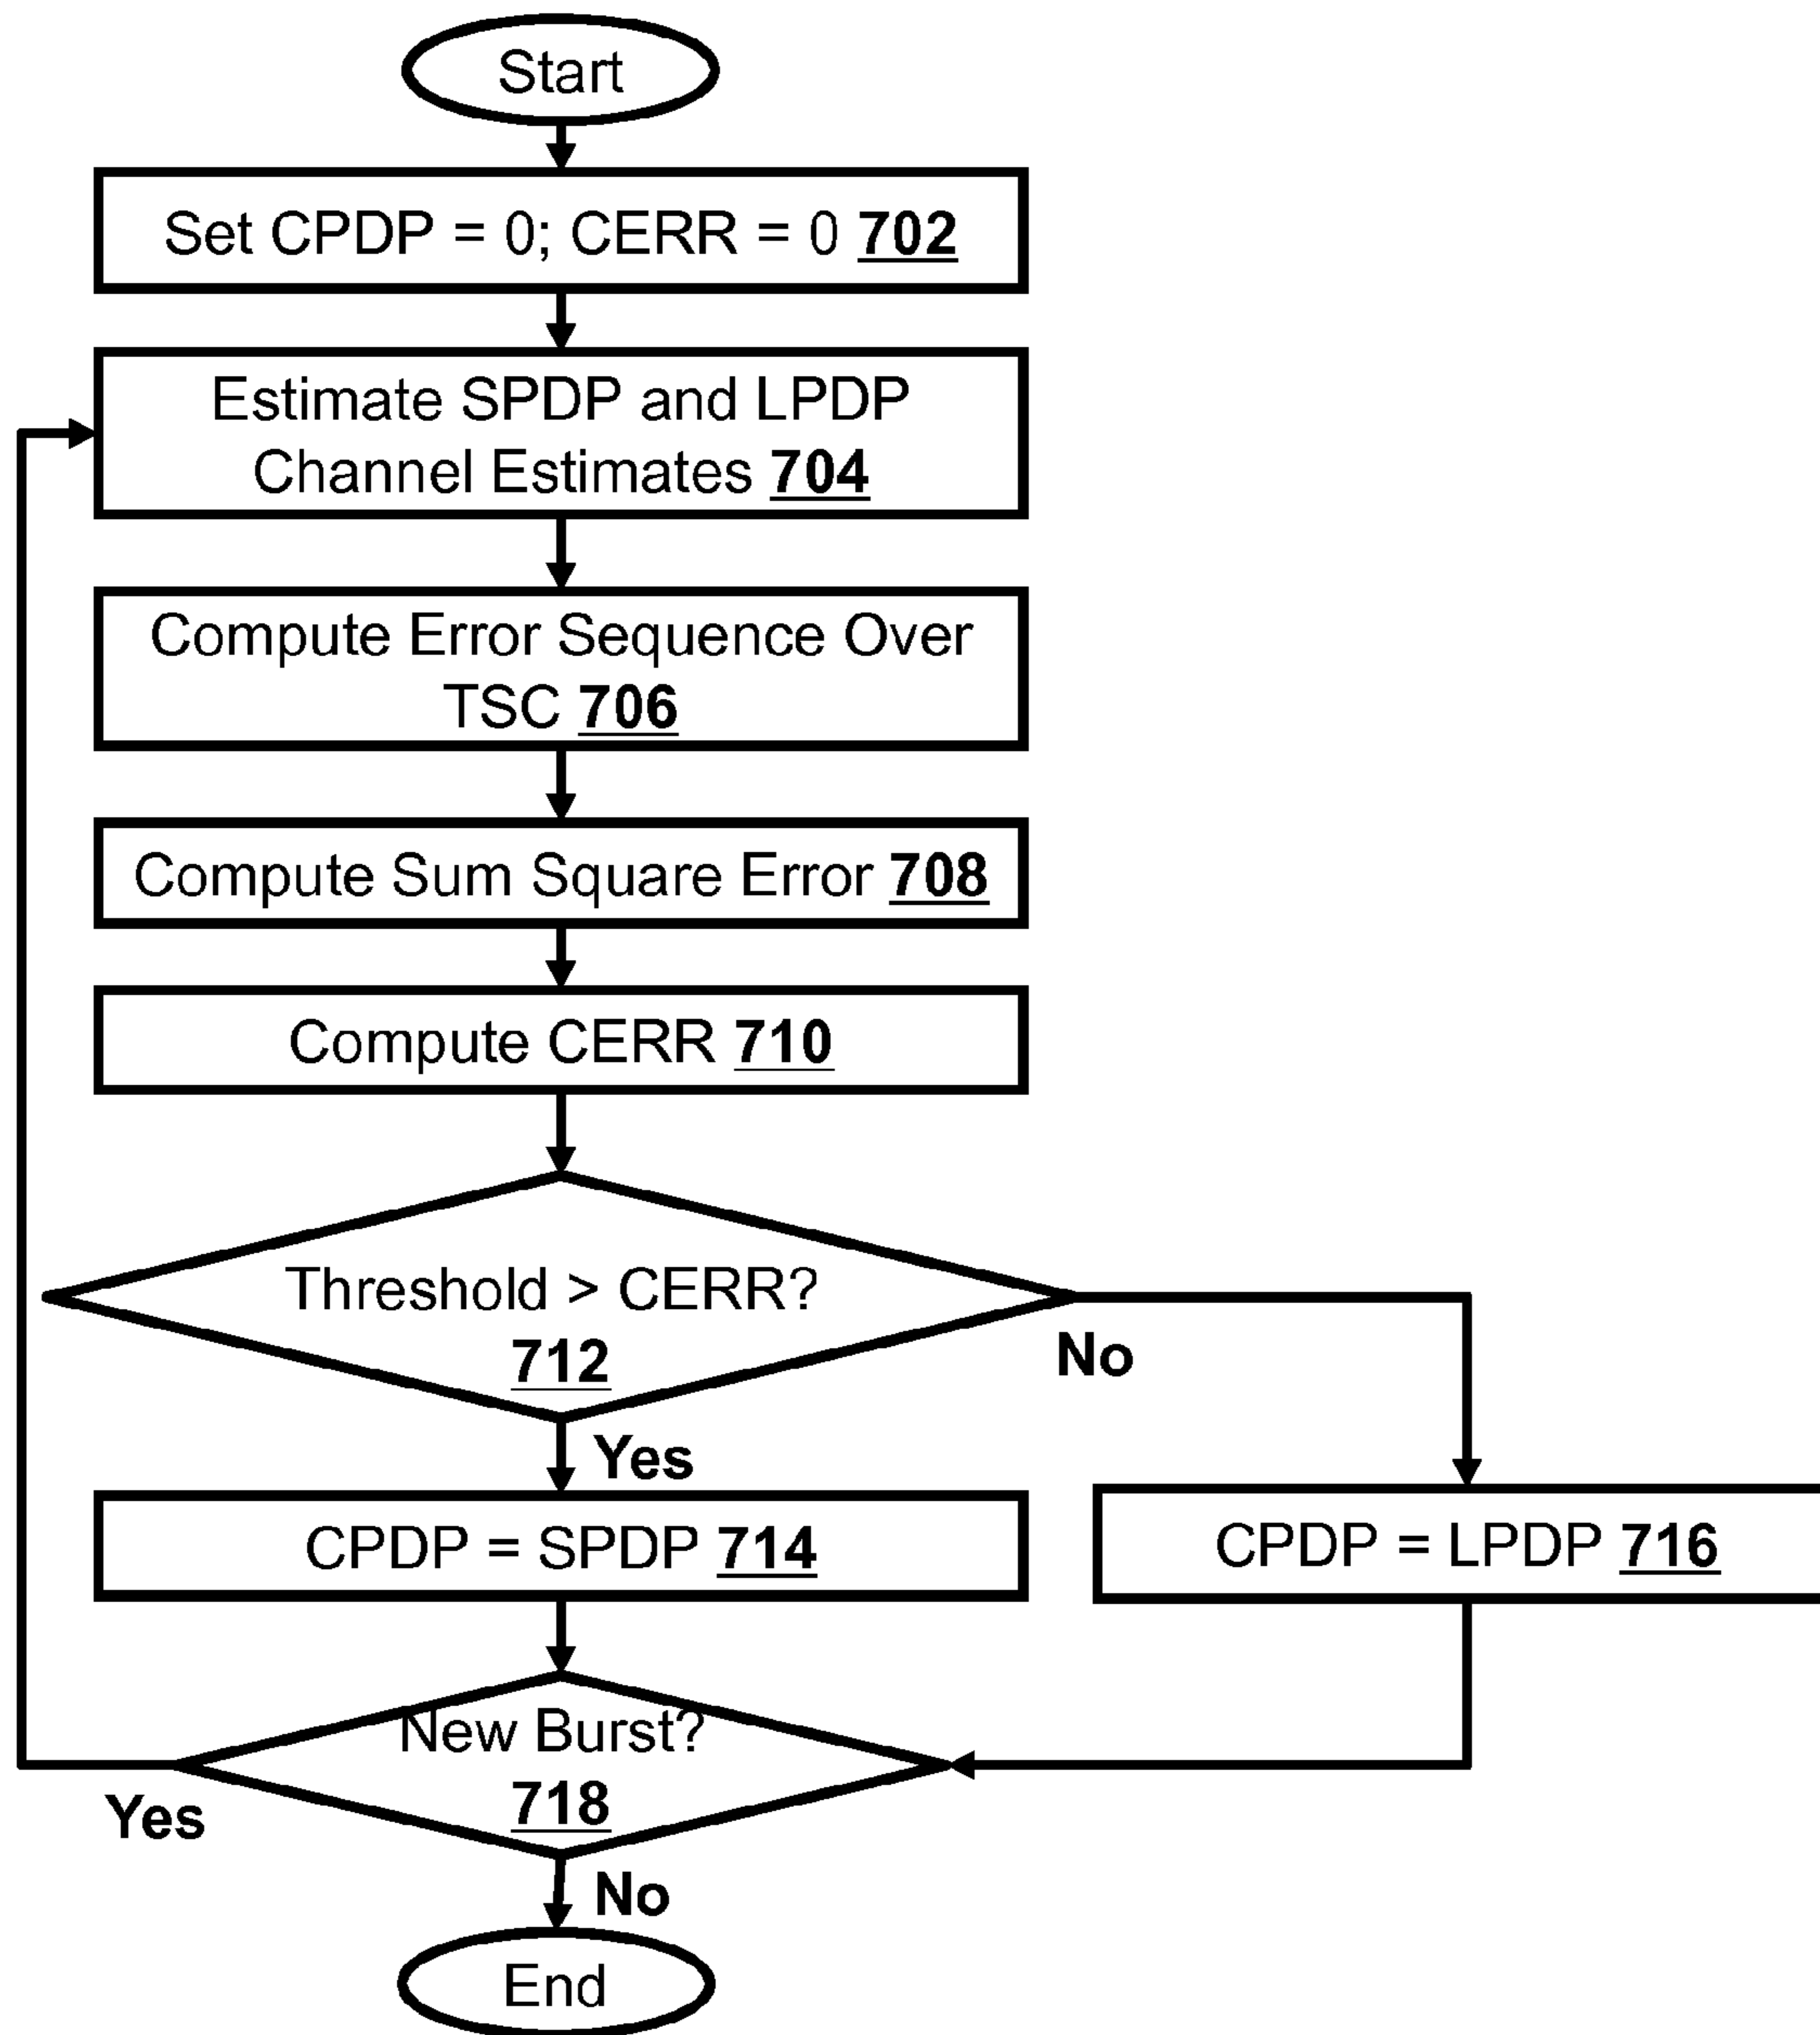 Start
Set CPDP = 0; CERR = 0 702
Estimate SPDP and LPDP
Channel Estimates 704
Compute Error Sequence Over
TSC 706
Compute Sum Square Error 708
Compute CERR 710
Threshold > CERR?
712
No
Yes
CPDP = SPDP 714
CPDP = LPDP 716
New Burst?
718
Yes
No
End